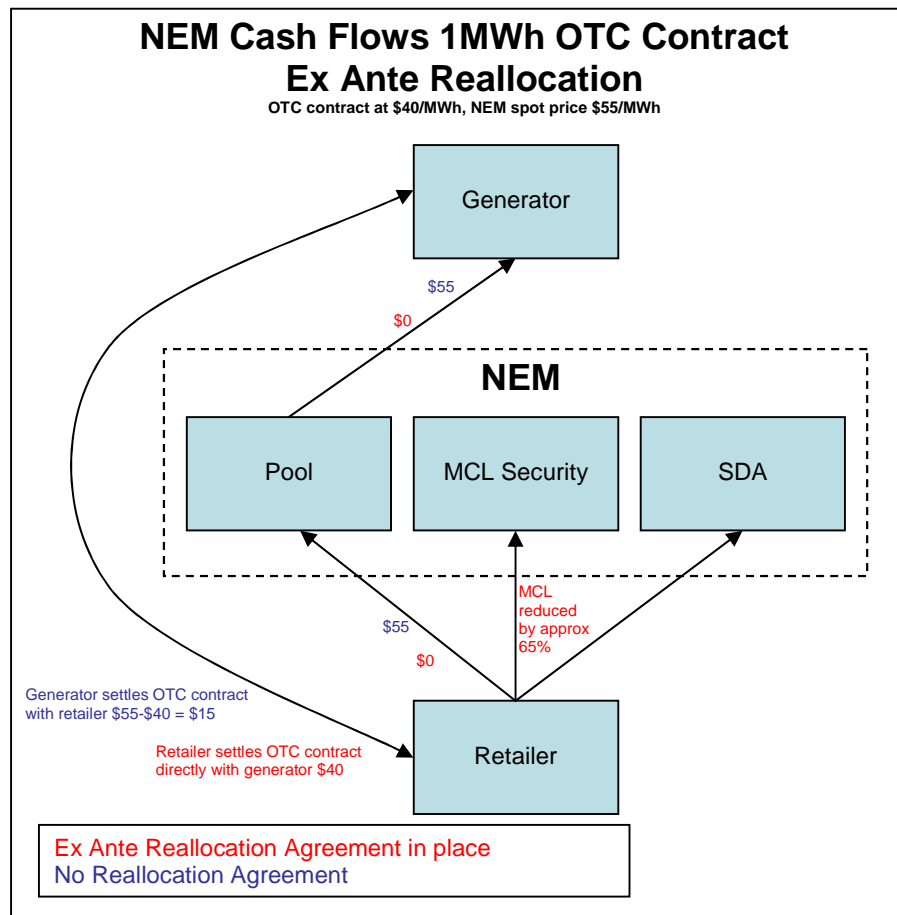 NEM Cash Flows 1MWh OTC Contract
Ex Ante Reallocation
OTC contract at $40/MWh, NEM spot price $55/MWh
Generator
$55
$0
NEM
Pool
MCL Security
SDA
MCL
reduced
by approx
65%
$55
$0
Generator settles OTC contract
with retailer $55-$40 = $15
Retailer settles OTC contract
directly with generator $40
Retailer
Ex Ante Reallocation Agreement in place
No Reallocation Agreement